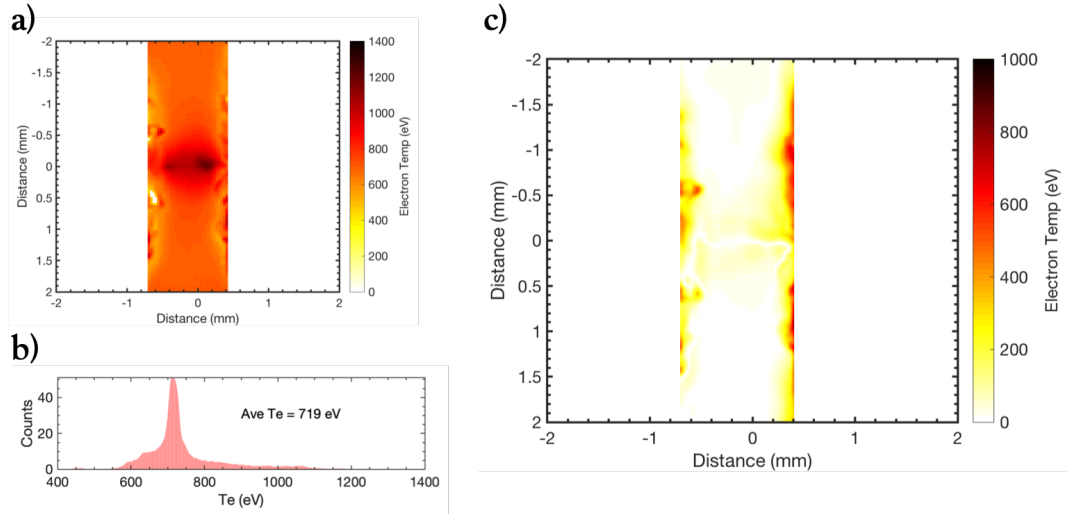 a)
-2
-1.5
-1
-0.5
0
0.5
1
1.5
2
Distance (mm)
-2 -1 0 1 2
Distance (mm)
1400
1200
1000
800
600
400
200
0
Electron Temp (eV)
b)
40
20
0
Counts
Ave Te = 719 eV
400 600 800 1000 1200 1400
Te (eV)
c)
-2
-1.5
-1
-0.5
0
0.5
1
1.5
2
Distance (mm)
-2 -1 0 1 2
Distance (mm)
1000
800
600
400
200
0
Electron Temp (eV)